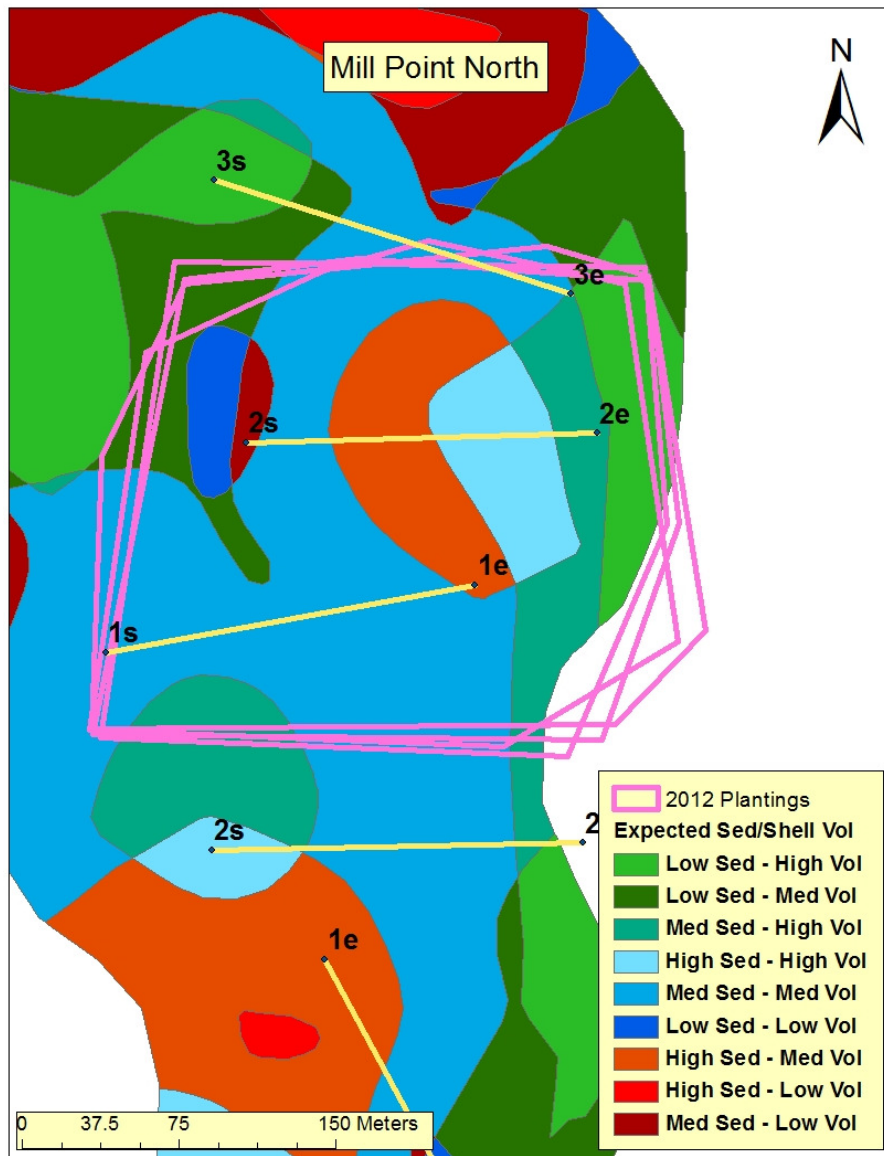 Mill Point North
N
3s
3e
2s
2e
1e
1s
2s
2
1e
2012 Plantings
Expected Sed/Shell Vol
Low Sed - High Vol
Low Sed - Med Vol
Med Sed - High Vol
High Sed - High Vol
Med Sed - Med Vol
Low Sed - Low Vol
High Sed - Med Vol
High Sed - Low Vol
Med Sed - Low Vol
0 37.5 75 150 Meters